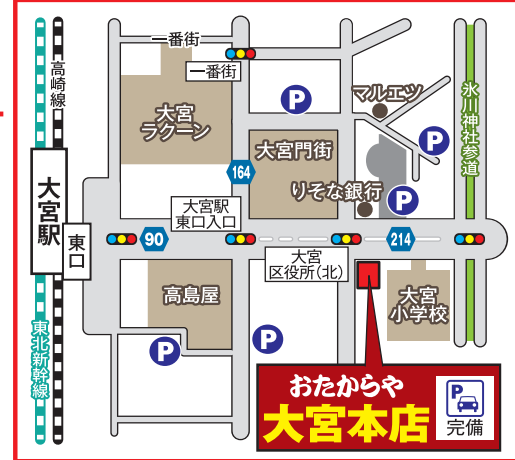 一番街
一番街
高崎線
大宮
ラクーン
P
マルエツ
P
氷川神社参道
大宮門街
164
りそな銀行
P
大宮駅
東口
大宮駅
東口入口
90
214
大宮
区役所(北)
高島屋
大宮
小学校
東北新幹線
P
P
おたからや
大宮本店
P
完備